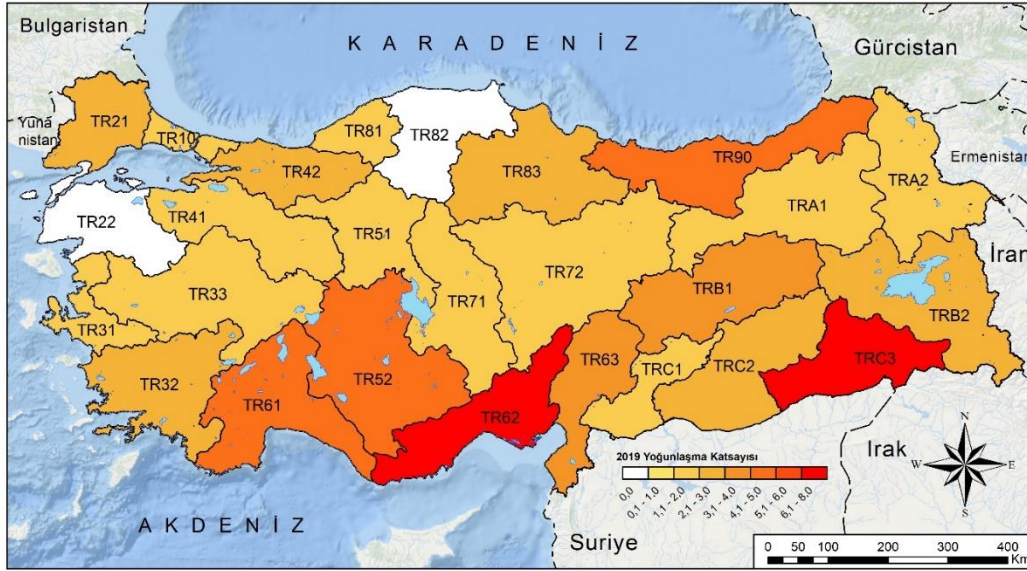 Bulgaristan
KARADENİZ
Gürcistan
Yuna
nistan
TR21
TR10
TR81
TR82
TR42
TR83
TR90
Ermenistan
TRA2
TRA1
TR22
TR41
TR51
TR72
İran
TR33
TR71
TRB1
TRB2
TR31
TR32
TR61
TR52
TR63
TRC1
TRC2
TRC3
TR62
2019 Yoğunlaşma Katsayısı
0,0
0,1 - 1,0
1,1 - 2,0
2,1 - 3,0
3,1 - 4,0
4,1 - 5,0
5,1 - 6,0
6,1 - 8,0
Irak
N
W
E
S
AKDENİZ
Suriye
0 50 100 200 300 400
Km